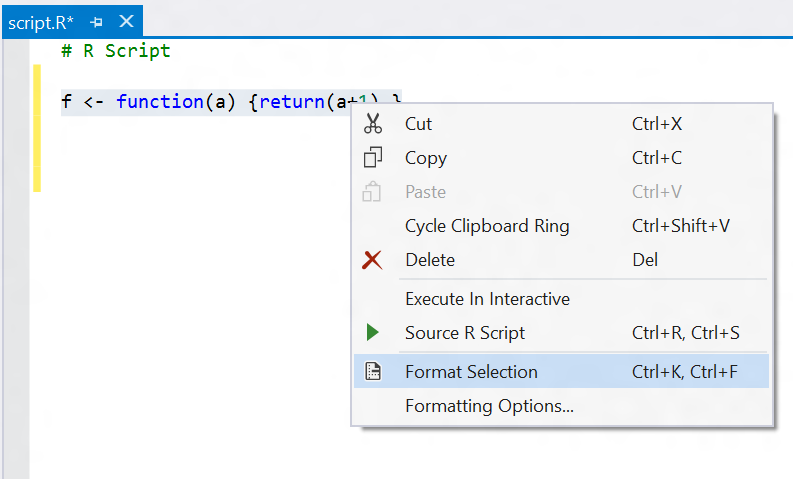 script.R*
# R Script
f <- function(a) {return(a+1) }
Cut Ctrl+X
Copy Ctrl+C
Paste Ctrl+V
Cycle Clipboard Ring Ctrl+Shift+V
Delete Del
Execute In Interactive
Source R Script Ctrl+R, Ctrl+S
Format Selection Ctrl+K, Ctrl+F
Formatting Options...